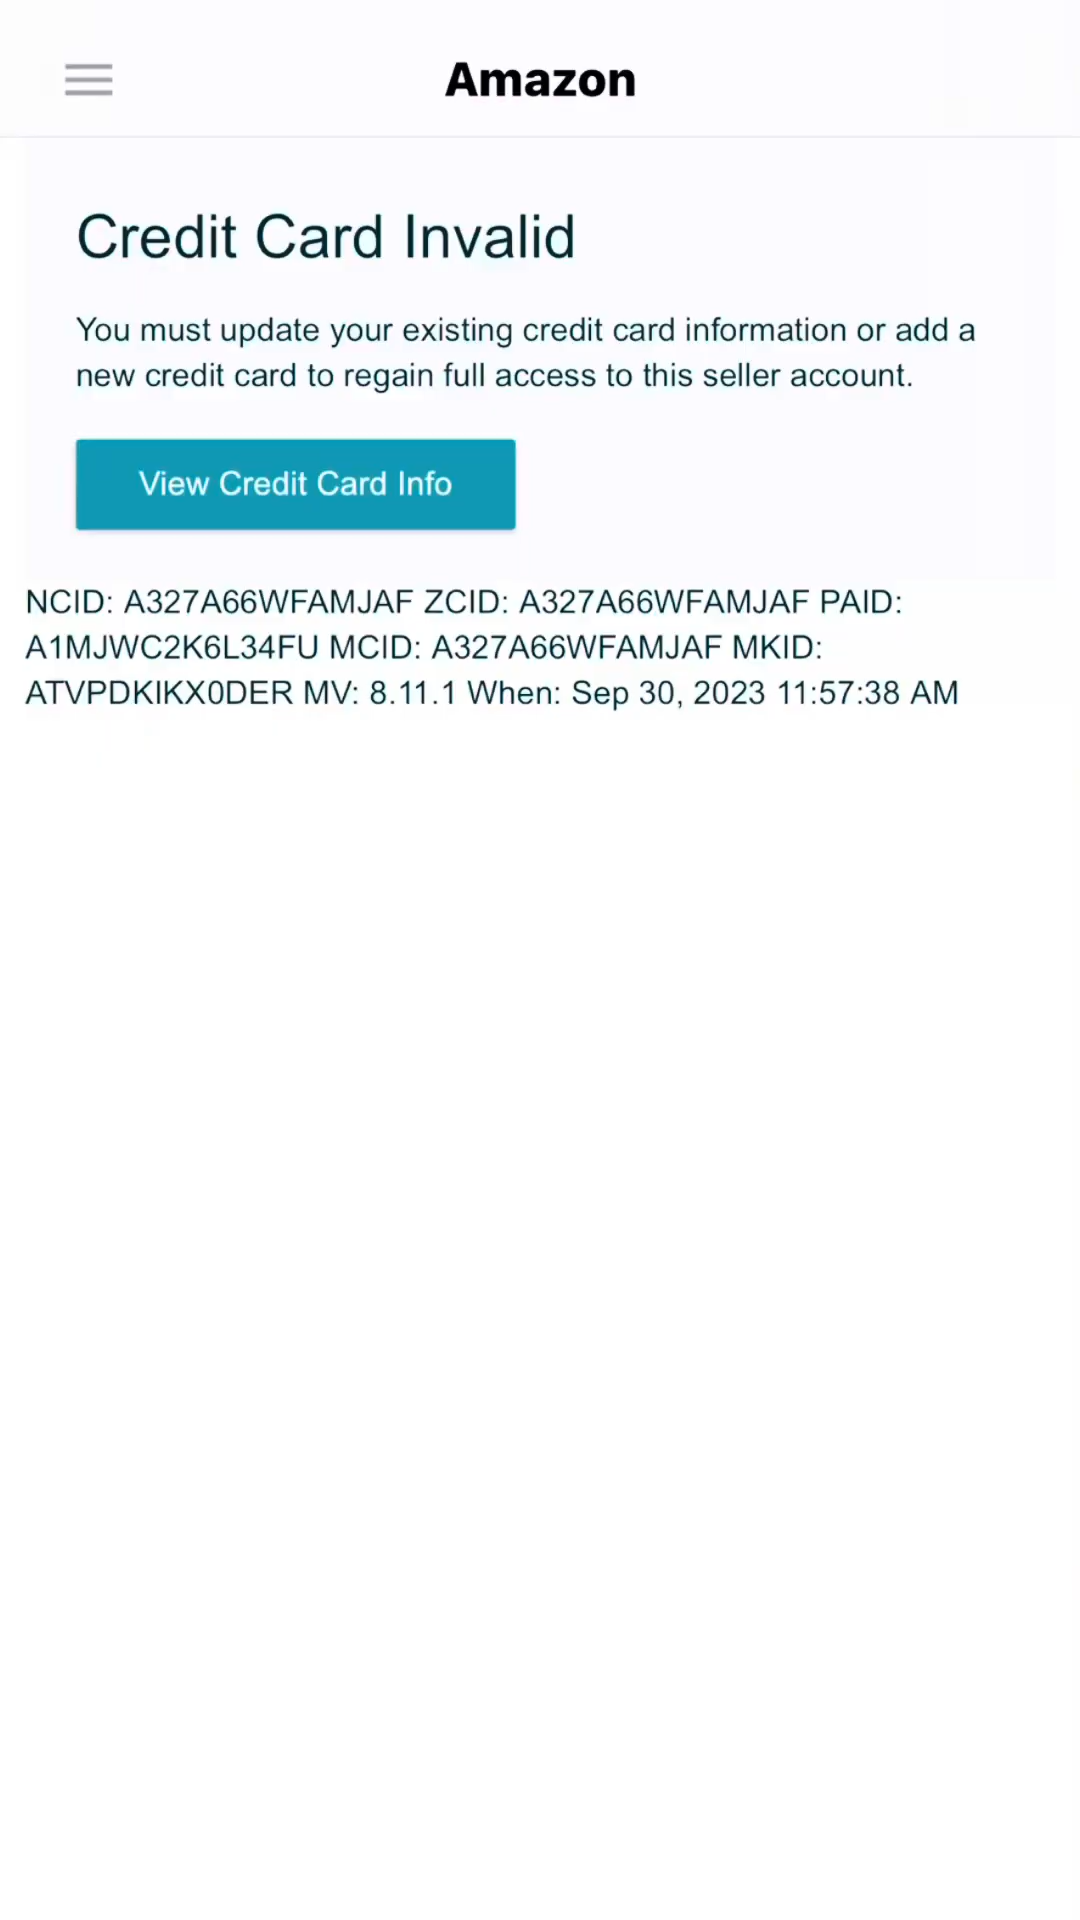 Amazon
Credit Card Invalid
You must update your existing credit card information or add a
new credit card to regain full access to this seller account.
View Credit Card Info
NCID: A327A66WFAMJAF ZCID: A327A66WFAMJAF PAID:
A1MJWC2K6L34FU MCID: A327A66WFAMJAF MKID:
ATVPDKIKX0DER MV: 8.11.1 When: Sep 30, 2023 11:57:38 AM